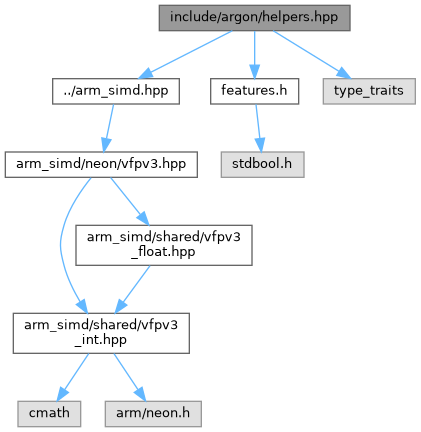 include/argon/helpers.hpp
../arm_simd.hpp
features.h
type_traits
arm_simd/neon/vfpv3.hpp
stdbool.h
arm_simd/shared/vfpv3
_float.hpp
arm_simd/shared/vfpv3
_int.hpp
cmath
arm/neon.h